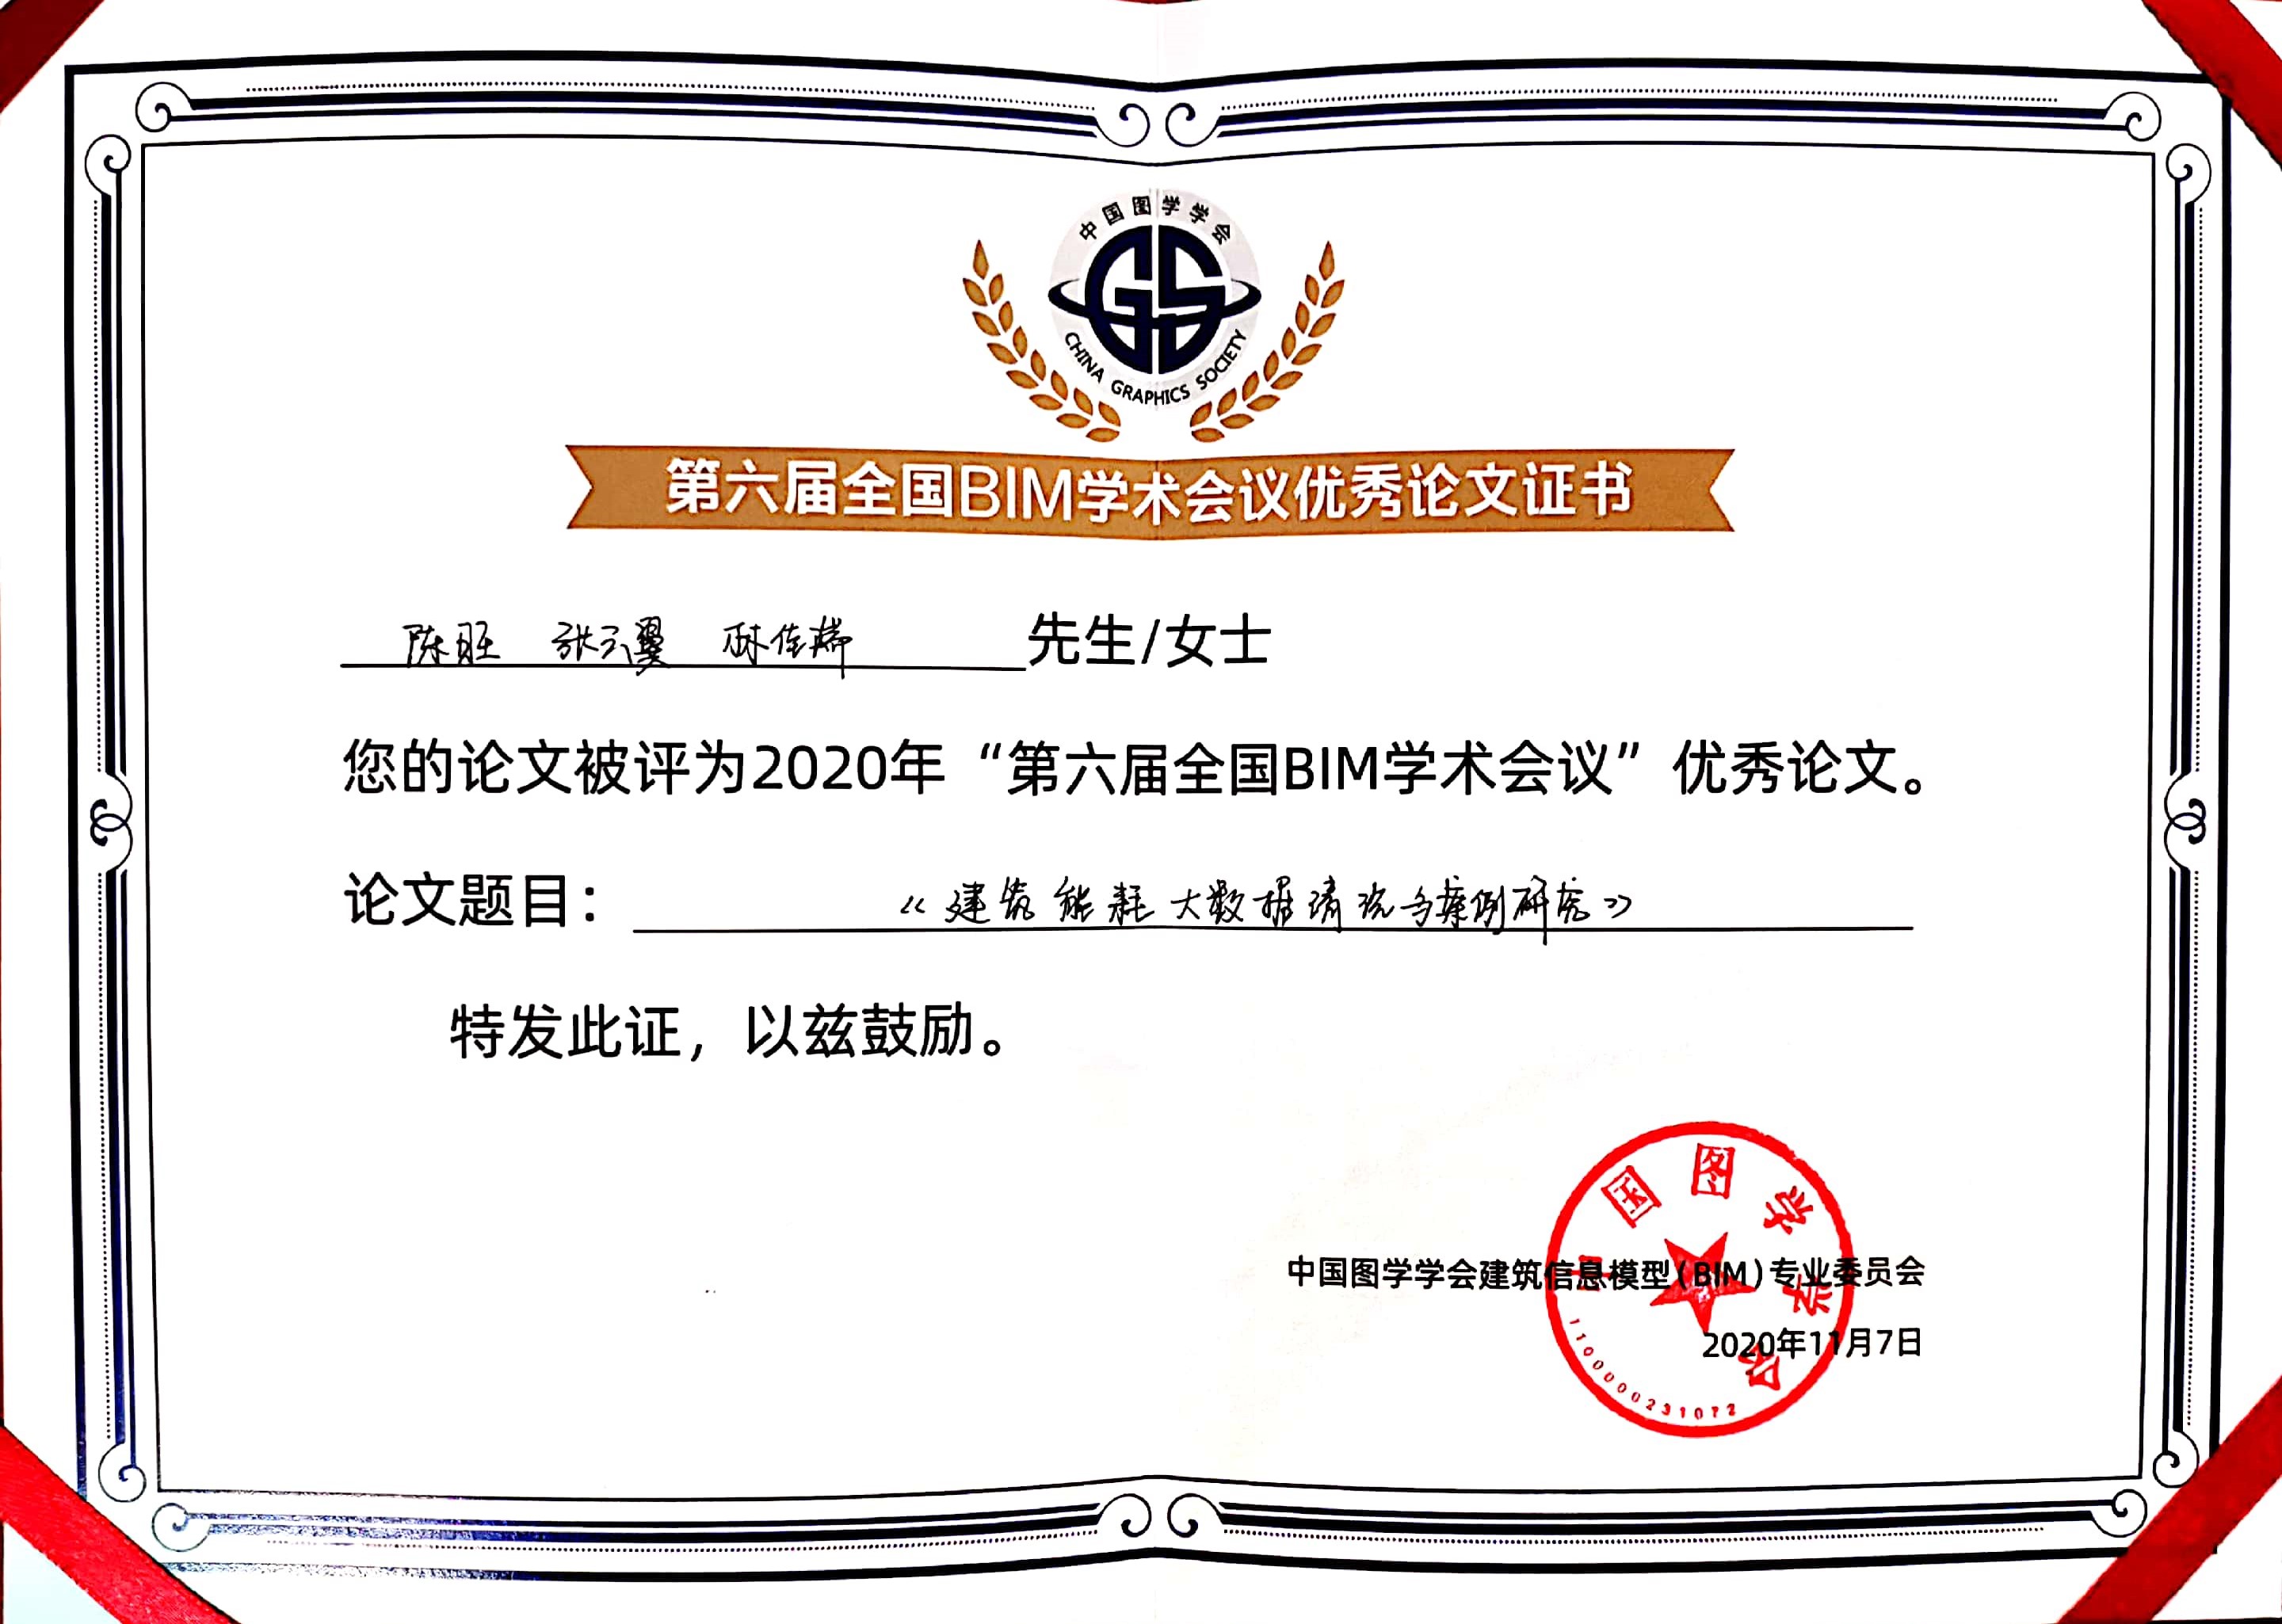 中国图学学会
CHINA GRAPHICS SOCIETY
第六届全国BIM学术会议优秀论文证书
陈旺 张云翼 林佳瑞 先生/女士
您的论文被评为2020年“第六届全国BIM学术会议”优秀论文。
论文题目：《建筑能耗大数据清洗与案例研究》
特发此证，以兹鼓励。
中国图学学会
中国图学学会建筑信息模型（BIM）专业委员会
2020年11月7日
1100000231072